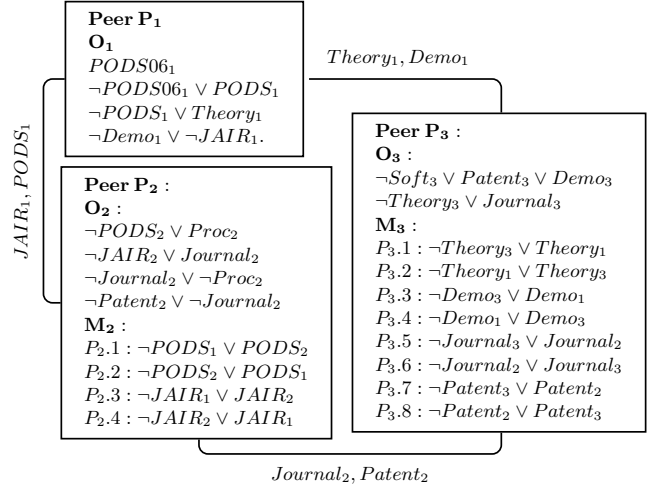 Peer P₁
O₁
PODS06₁
¬PODS06₁ ∨ PODS₁
¬PODS₁ ∨ Theory₁
¬Demo₁ ∨ ¬JAIR₁.
Theory₁, Demo₁
JAIR₁, PODS₁
Peer P₂ :
O₂ :
¬PODS₂ ∨ Proc₂
¬JAIR₂ ∨ Journal₂
¬Journal₂ ∨ ¬Proc₂
¬Patent₂ ∨ ¬Journal₂
M₂ :
P₂.1 : ¬PODS₁ ∨ PODS₂
P₂.2 : ¬PODS₂ ∨ PODS₁
P₂.3 : ¬JAIR₁ ∨ JAIR₂
P₂.4 : ¬JAIR₂ ∨ JAIR₁
Peer P₃ :
O₃ :
¬Soft₃ ∨ Patent₃ ∨ Demo₃
¬Theory₃ ∨ Journal₃
M₃ :
P₃.1 : ¬Theory₃ ∨ Theory₁
P₃.2 : ¬Theory₁ ∨ Theory₃
P₃.3 : ¬Demo₃ ∨ Demo₁
P₃.4 : ¬Demo₁ ∨ Demo₃
P₃.5 : ¬Journal₃ ∨ Journal₂
P₃.6 : ¬Journal₂ ∨ Journal₃
P₃.7 : ¬Patent₃ ∨ Patent₂
P₃.8 : ¬Patent₂ ∨ Patent₃
Journal₂, Patent₂